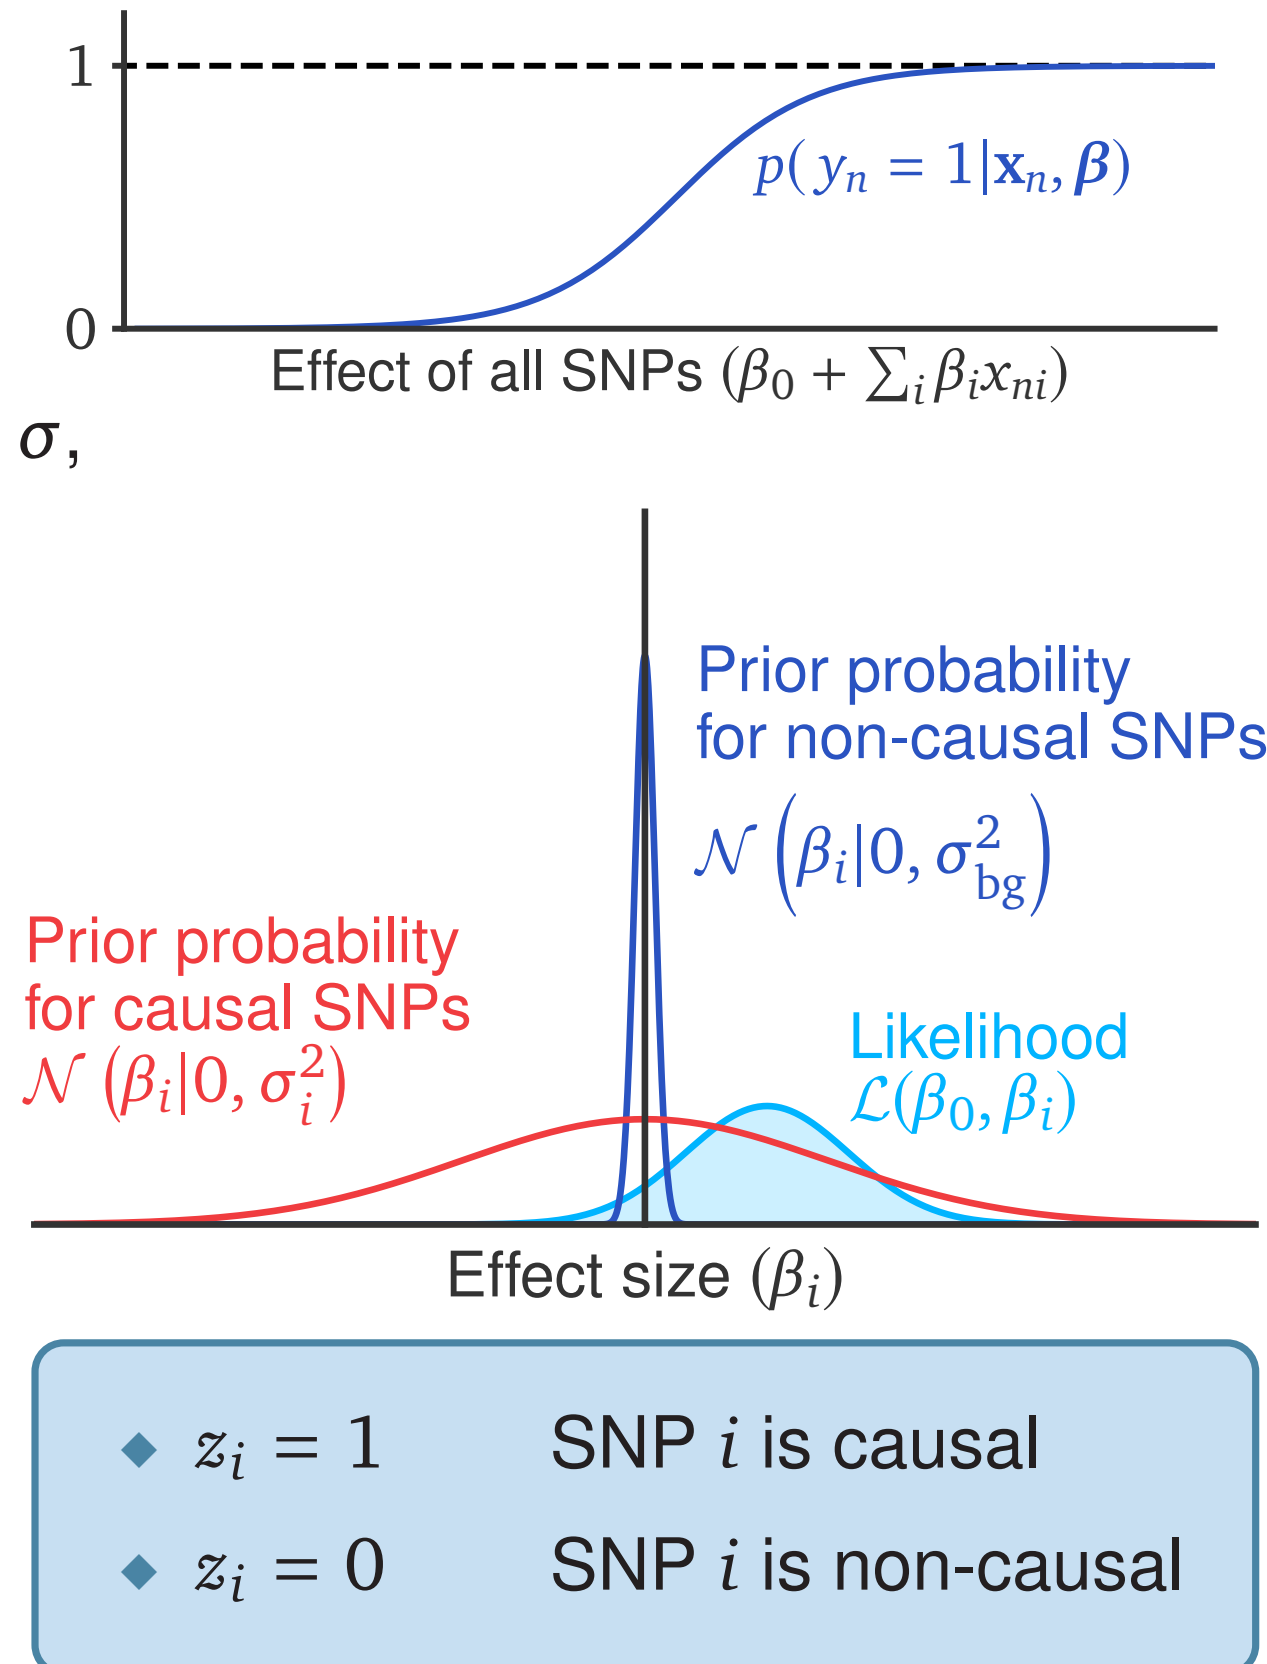 1
p( yₙ = 1|𝐱ₙ, 𝜷)
0
Effect of all SNPs (β₀ + ∑ᵢ βᵢxₙᵢ)
σ,
Prior probability
for non-causal SNPs
𝒩 (βᵢ|0, σ²_bg)
Prior probability
for causal SNPs
𝒩 (βᵢ|0, σᵢ²)
Likelihood
ℒ(β₀, βᵢ)
Effect size (βᵢ)
◆ zᵢ = 1 SNP i is causal
◆ zᵢ = 0 SNP i is non-causal